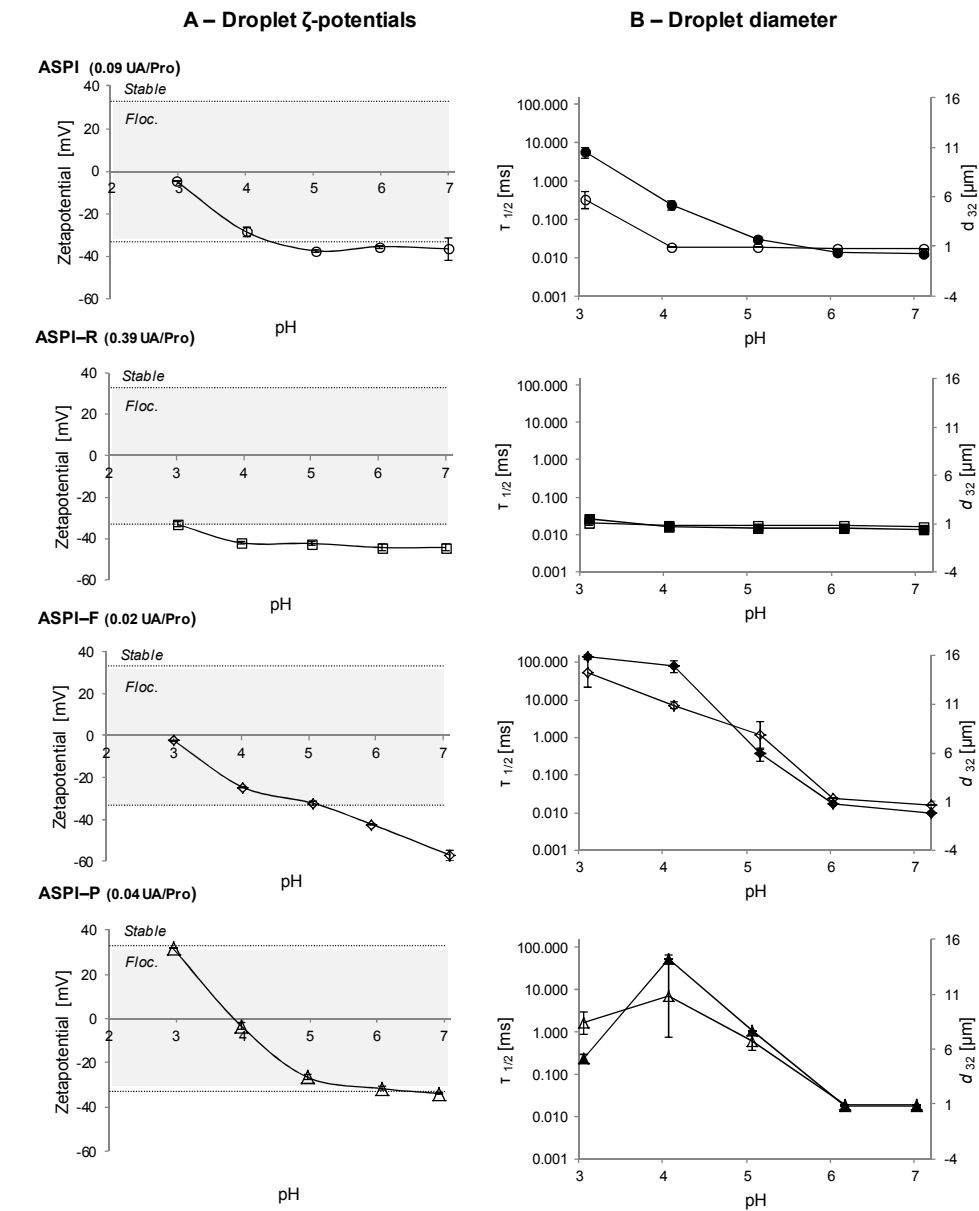 A – Droplet ζ-potentials
B – Droplet diameter
ASPI (0.09 UA/Pro)
Zetapotential [mV]
40
20
0
-20
-40
-60
Stable
Floc.
2 3 4 5 6 7
pH
τ 1/2 [ms]
100.000
10.000
1.000
0.100
0.010
0.001
3 4 5 6 7
pH
16
11
6
1
-4
d 32 [µm]
ASPI–R (0.39 UA/Pro)
Zetapotential [mV]
40
20
0
-20
-40
-60
Stable
Floc.
2 3 4 5 6 7
pH
τ 1/2 [ms]
100.000
10.000
1.000
0.100
0.010
0.001
3 4 5 6 7
pH
16
11
6
1
-4
d 32 [µm]
ASPI–F (0.02 UA/Pro)
Zetapotential [mV]
40
20
0
-20
-40
-60
Stable
Floc.
2 3 4 5 6 7
pH
τ 1/2 [ms]
100.000
10.000
1.000
0.100
0.010
0.001
3 4 5 6 7
pH
16
11
6
1
-4
d 32 [µm]
ASPI–P (0.04 UA/Pro)
Zetapotential [mV]
40
20
0
-20
-40
-60
Stable
Floc.
2 3 4 5 6 7
pH
τ 1/2 [ms]
100.000
10.000
1.000
0.100
0.010
0.001
3 4 5 6 7
pH
16
11
6
1
-4
d 32 [µm]